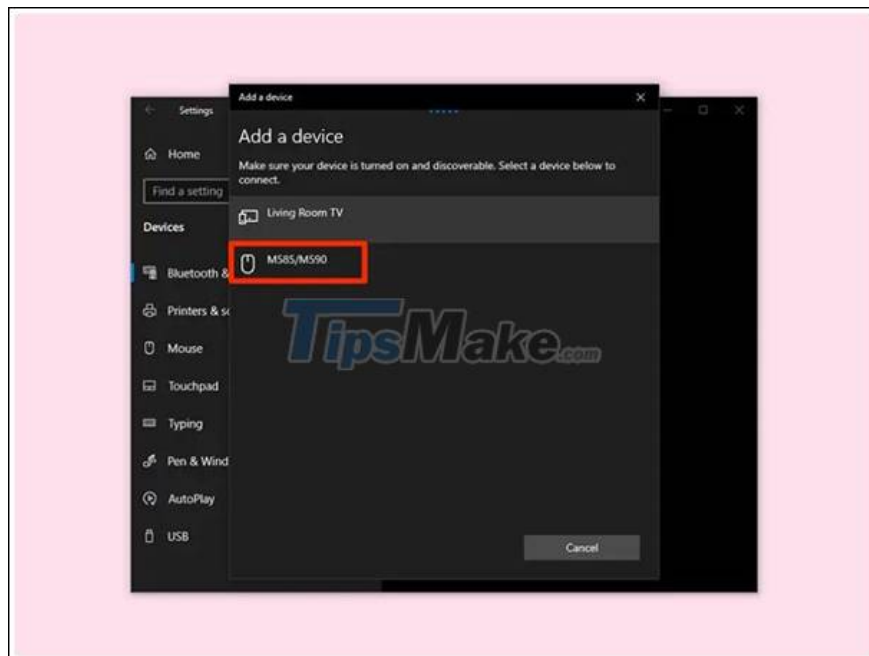 Settings
Home
Find a setting
Devices
Bluetooth &
Printers & sc
Mouse
Touchpad
Typing
Pen & Wind
AutoPlay
USB
Add a device
Add a device
Make sure your device is turned on and discoverable. Select a device below to
connect.
Living Room TV
M585/M590
TipsMake.com
Cancel